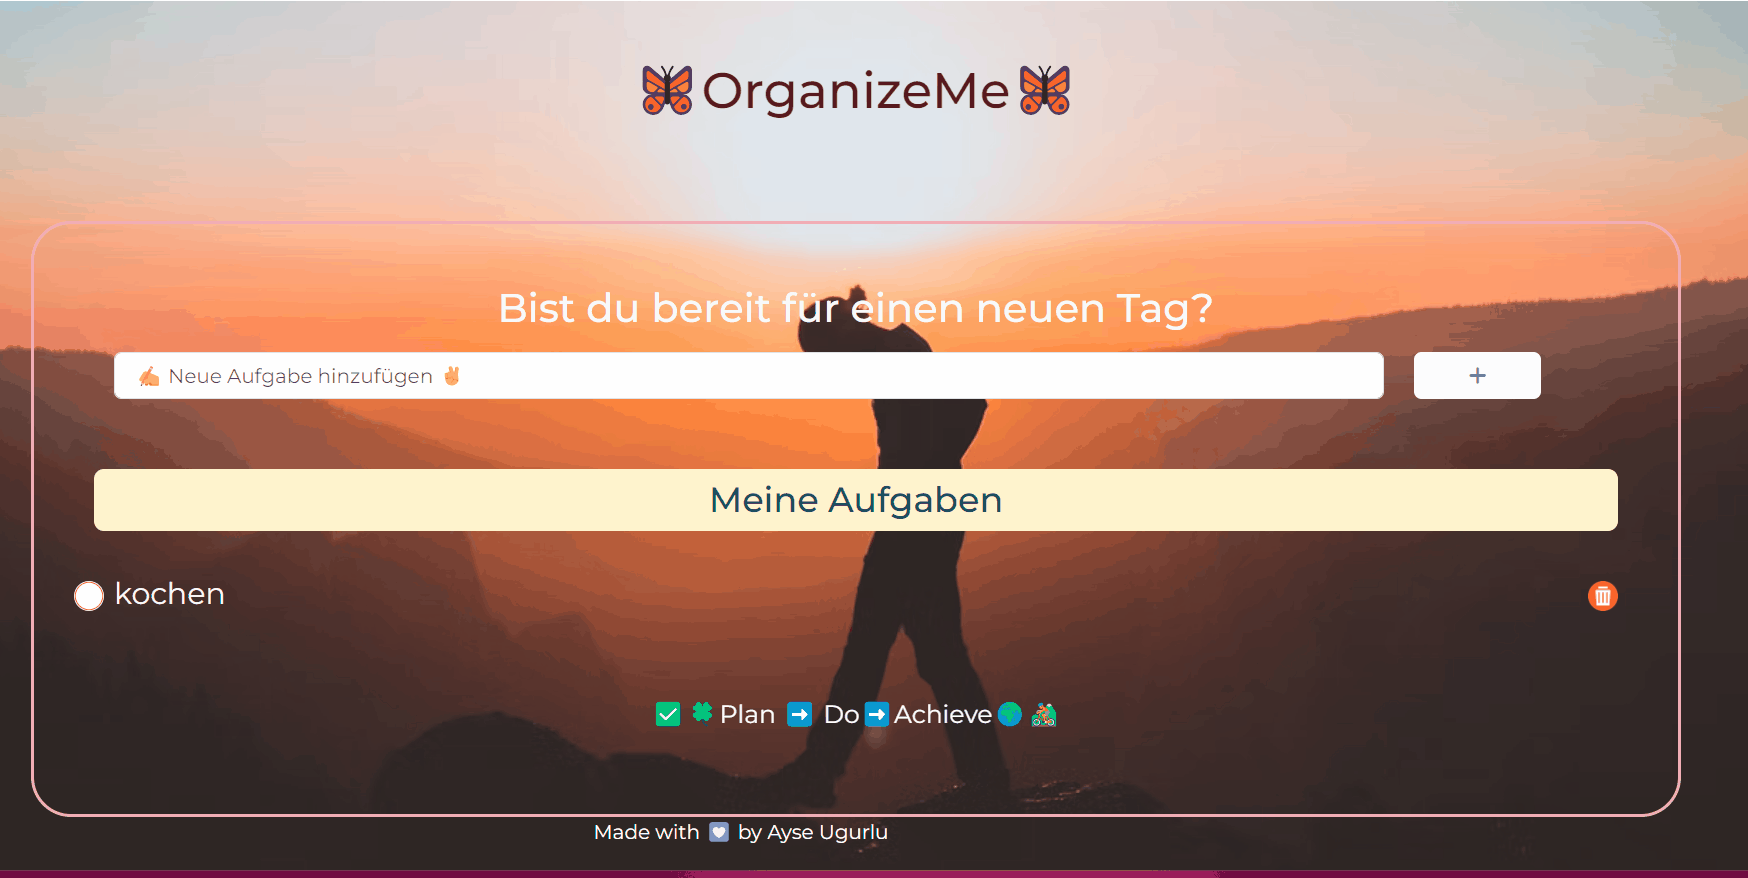 🦋 OrganizeMe 🦋
Bist du bereit für einen neuen Tag?
✍️ Neue Aufgabe hinzufügen ✌️
+
Meine Aufgaben
kochen
✅ 🍀 Plan ➡️ Do ➡️ Achieve 🌍 🚵
Made with 💟 by Ayse Ugurlu